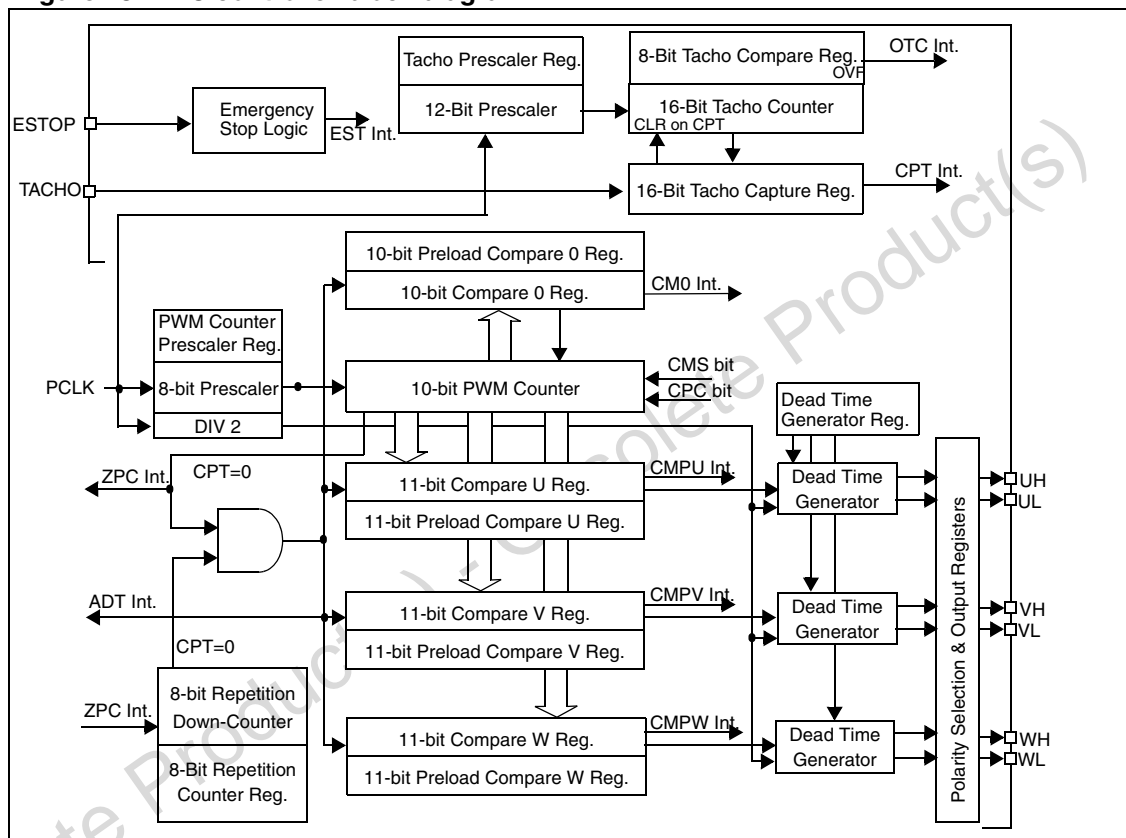 Tacho Prescaler Reg.
12-Bit Prescaler
8-Bit Tacho Compare Reg.
OVF
OTC Int.
16-Bit Tacho Counter
CLR on CPT
ESTOP
Emergency
Stop Logic
EST Int.
TACHO
16-Bit Tacho Capture Reg.
CPT Int.
10-bit Preload Compare 0 Reg.
10-bit Compare 0 Reg.
CM0 Int.
PWM Counter
Prescaler Reg.
PCLK
8-bit Prescaler
DIV 2
10-bit PWM Counter
CMS bit
CPC bit
Dead Time
Generator Reg.
ZPC Int.
CPT=0
11-bit Compare U Reg.
11-bit Preload Compare U Reg.
CMPU Int.
Dead Time
Generator
UH
UL
ADT Int.
11-bit Compare V Reg.
11-bit Preload Compare V Reg.
CMPV Int.
Dead Time
Generator
VH
VL
CPT=0
ZPC Int.
8-bit Repetition
Down-Counter
8-Bit Repetition
Counter Reg.
11-bit Compare W Reg.
11-bit Preload Compare W Reg.
CMPW Int.
Dead Time
Generator
WH
WL
Polarity Selection & Output Registers